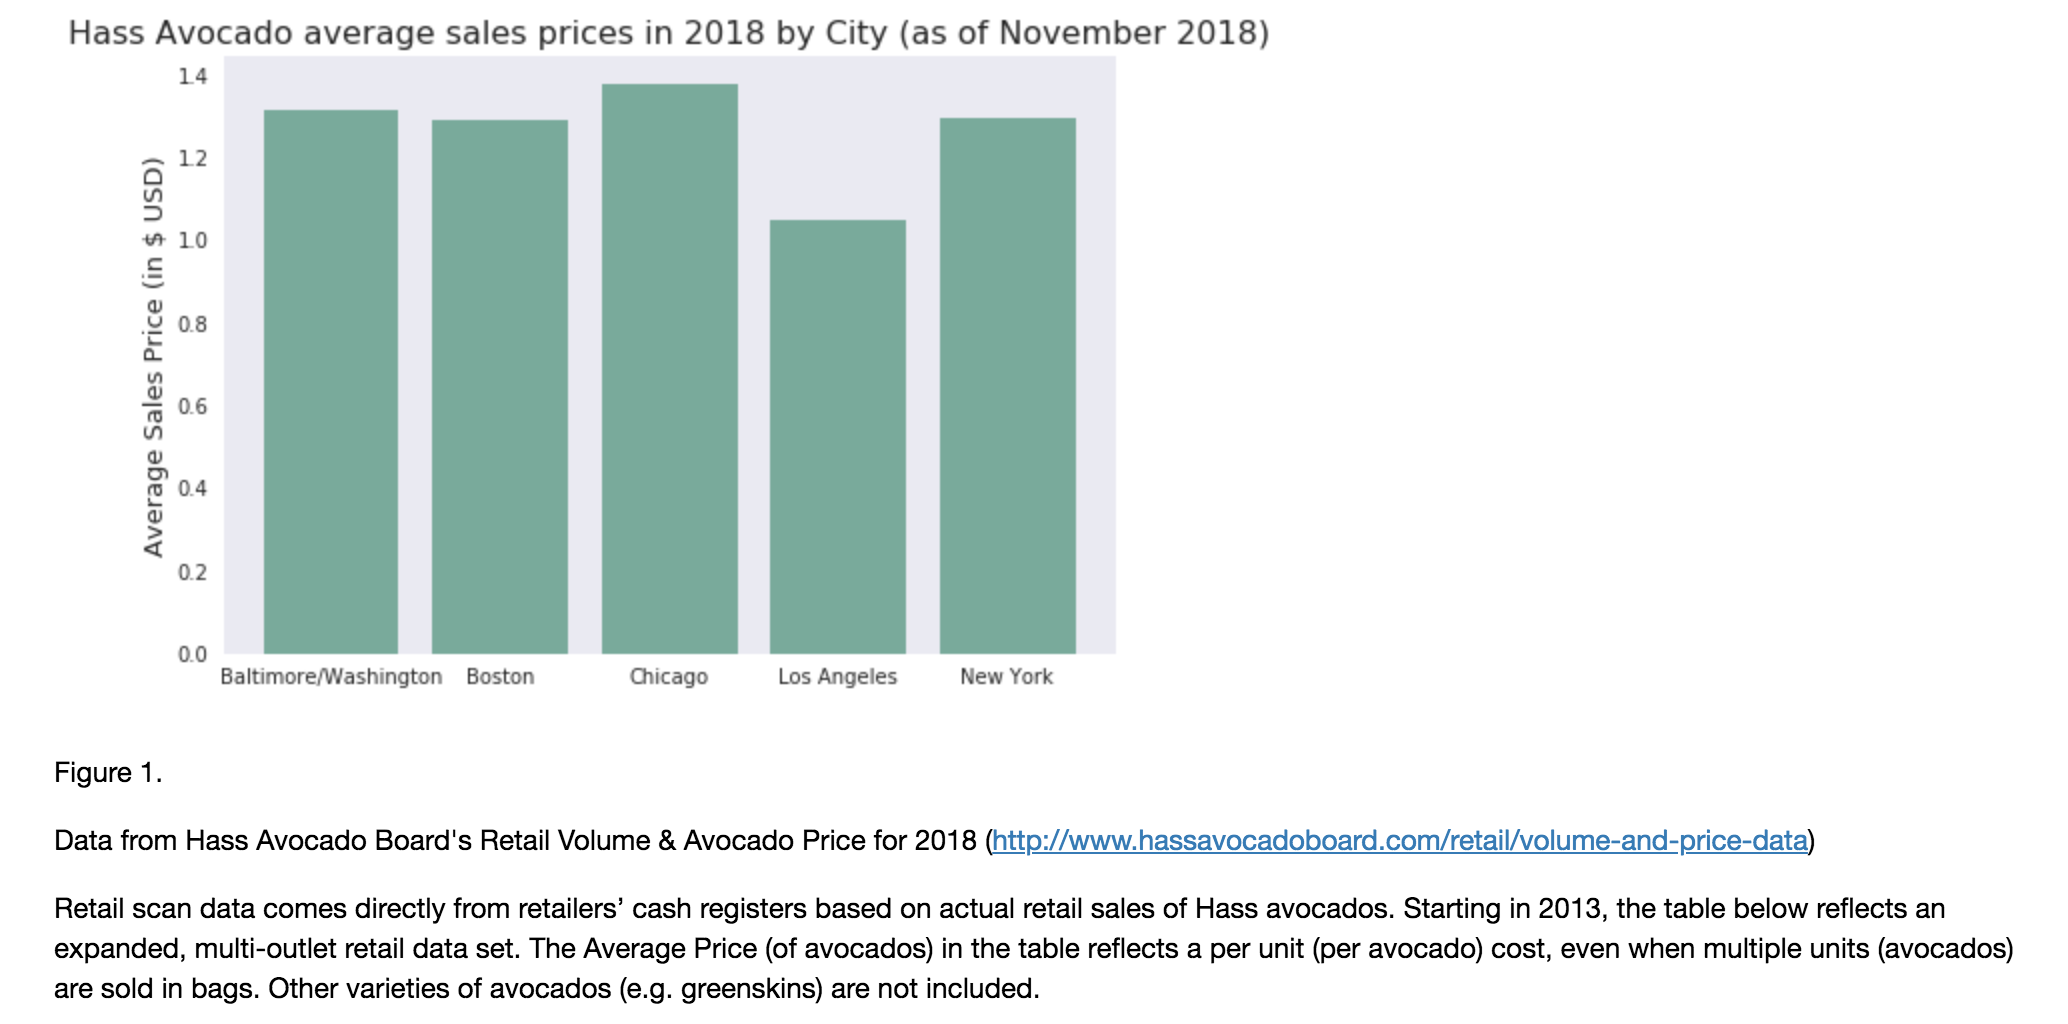 Hass Avocado average sales prices in 2018 by City (as of November 2018)
Average Sales Price (in $ USD)
1.4
1.2
1.0
0.8
0.6
0.4
0.2
0.0
Baltimore/Washington Boston Chicago Los Angeles New York
Figure 1.
Data from Hass Avocado Board's Retail Volume & Avocado Price for 2018 (http://www.hassavocadoboard.com/retail/volume-and-price-data)
Retail scan data comes directly from retailers’ cash registers based on actual retail sales of Hass avocados. Starting in 2013, the table below reflects an
expanded, multi-outlet retail data set. The Average Price (of avocados) in the table reflects a per unit (per avocado) cost, even when multiple units (avocados)
are sold in bags. Other varieties of avocados (e.g. greenskins) are not included.